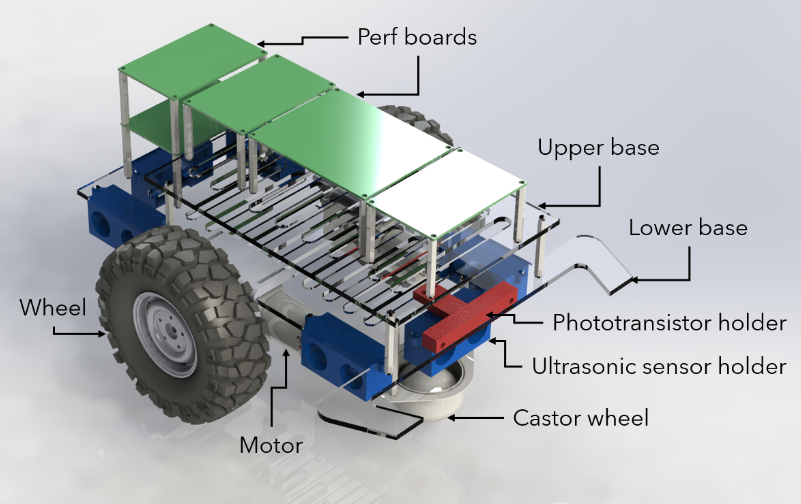 Perf boards
Upper base
Lower base
Wheel
Phototransistor holder
Ultrasonic sensor holder
Castor wheel
Motor